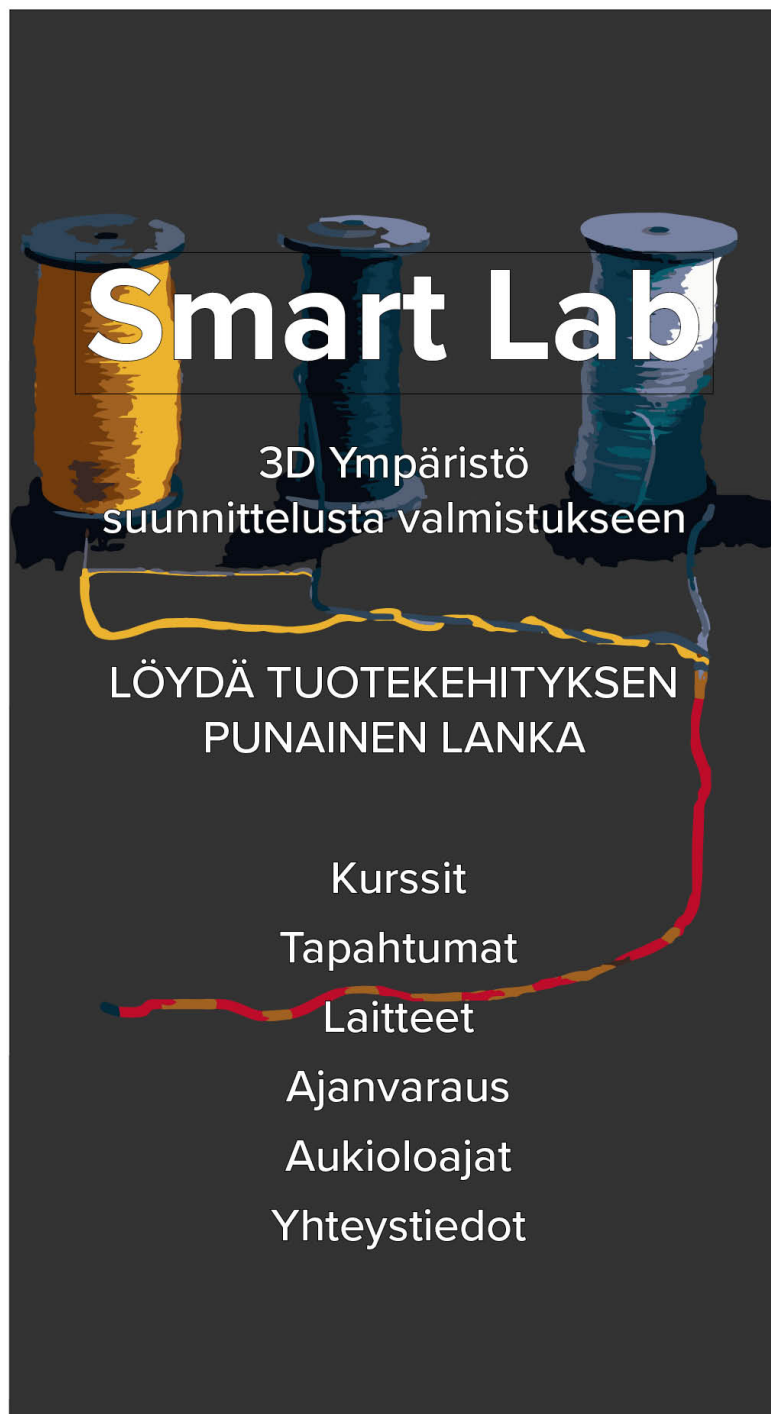 Smart Lab
3D Ympäristö
suunnittelusta valmistukseen
LÖYDÄ TUOTEKEHITYKSEN
PUNAINEN LANKA
Kurssit
Tapahtumat
Laitteet
Ajanvaraus
Aukioloajat
Yhteystiedot